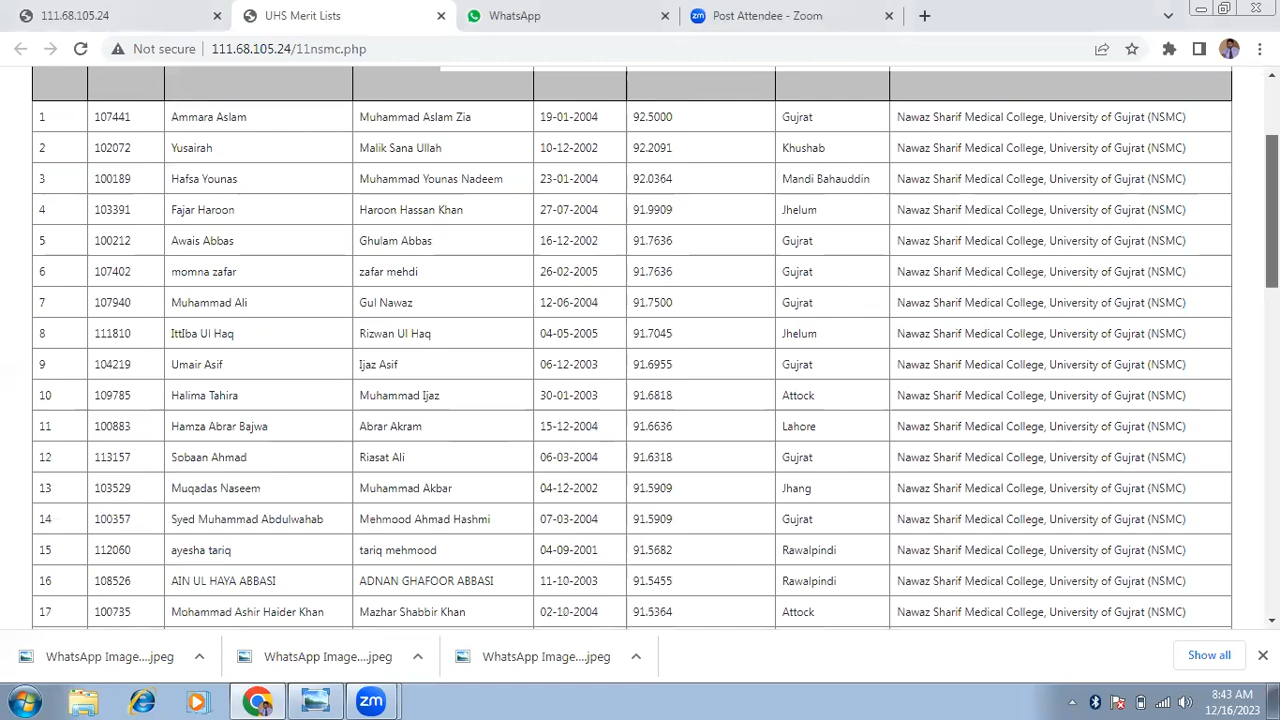 111.68.105.24
UHS Merit Lists
WhatsApp
zm Post Attendee - Zoom
Not secure 111.68.105.24/11nsmc.php
1 107441 Ammara Aslam Muhammad Aslam Zia 19-01-2004 92.5000 Gujrat Nawaz Sharif Medical College, University of Gujrat (NSMC)
2 102072 Yusairah Malik Sana Ullah 10-12-2002 92.2091 Khushab Nawaz Sharif Medical College, University of Gujrat (NSMC)
3 100189 Hafsa Younas Muhammad Younas Nadeem 23-01-2004 92.0364 Mandi Bahauddin Nawaz Sharif Medical College, University of Gujrat (NSMC)
4 103391 Fajar Haroon Haroon Hassan Khan 27-07-2004 91.9909 Jhelum Nawaz Sharif Medical College, University of Gujrat (NSMC)
5 100212 Awais Abbas Ghulam Abbas 16-12-2002 91.7636 Gujrat Nawaz Sharif Medical College, University of Gujrat (NSMC)
6 107402 momna zafar zafar mehdi 26-02-2005 91.7636 Gujrat Nawaz Sharif Medical College, University of Gujrat (NSMC)
7 107940 Muhammad Ali Gul Nawaz 12-06-2004 91.7500 Gujrat Nawaz Sharif Medical College, University of Gujrat (NSMC)
8 111810 IttIba Ul Haq Rizwan Ul Haq 04-05-2005 91.7045 Jhelum Nawaz Sharif Medical College, University of Gujrat (NSMC)
9 104219 Umair Asif Ijaz Asif 06-12-2003 91.6955 Gujrat Nawaz Sharif Medical College, University of Gujrat (NSMC)
10 109785 Halima Tahira Muhammad Ijaz 30-01-2003 91.6818 Attock Nawaz Sharif Medical College, University of Gujrat (NSMC)
11 100883 Hamza Abrar Bajwa Abrar Akram 15-12-2004 91.6636 Lahore Nawaz Sharif Medical College, University of Gujrat (NSMC)
12 113157 Sobaan Ahmad Riasat Ali 06-03-2004 91.6318 Gujrat Nawaz Sharif Medical College, University of Gujrat (NSMC)
13 103529 Muqadas Naseem Muhammad Akbar 04-12-2002 91.5909 Jhang Nawaz Sharif Medical College, University of Gujrat (NSMC)
14 100357 Syed Muhammad Abdulwahab Mehmood Ahmad Hashmi 07-03-2004 91.5909 Gujrat Nawaz Sharif Medical College, University of Gujrat (NSMC)
15 112060 ayesha tariq tariq mehmood 04-09-2001 91.5682 Rawalpindi Nawaz Sharif Medical College, University of Gujrat (NSMC)
16 108526 AIN UL HAYA ABBASI ADNAN GHAFOOR ABBASI 11-10-2003 91.5455 Rawalpindi Nawaz Sharif Medical College, University of Gujrat (NSMC)
17 100735 Mohammad Ashir Haider Khan Mazhar Shabbir Khan 02-10-2004 91.5364 Attock Nawaz Sharif Medical College, University of Gujrat (NSMC)
WhatsApp Image....jpeg WhatsApp Image....jpeg WhatsApp Image....jpeg Show all
zm
8:43 AM
12/16/2023